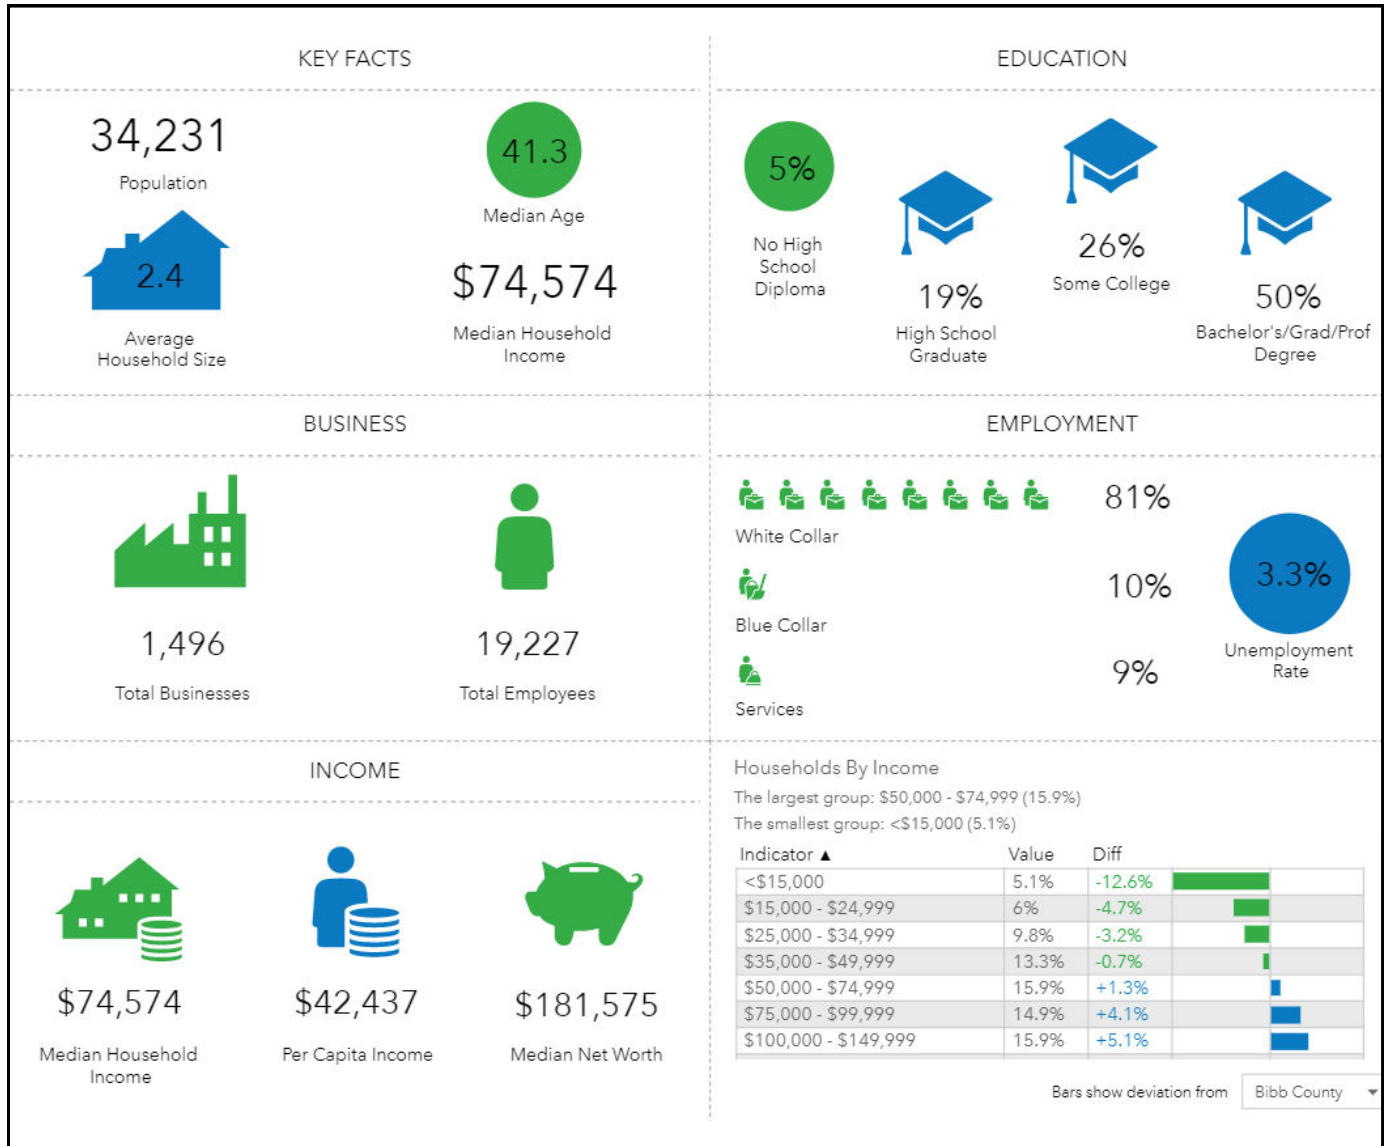 KEY FACTS
34,231
Population
41.3
Median Age
2.4
Average
Household Size
$74,574
Median Household
Income
EDUCATION
5%
No High
School
Diploma
19%
High School
Graduate
26%
Some College
50%
Bachelor's/Grad/Prof
Degree
BUSINESS
1,496
Total Businesses
19,227
Total Employees
EMPLOYMENT
81%
White Collar
10%
Blue Collar
9%
Services
3.3%
Unemployment
Rate
INCOME
$74,574
Median Household
Income
$42,437
Per Capita Income
$181,575
Median Net Worth
Households By Income
The largest group: $50,000 - $74,999 (15.9%)
The smallest group: <$15,000 (5.1%)
Indicator ▲ Value Diff
<$15,000 5.1% -12.6%
$15,000 - $24,999 6% -4.7%
$25,000 - $34,999 9.8% -3.2%
$35,000 - $49,999 13.3% -0.7%
$50,000 - $74,999 15.9% +1.3%
$75,000 - $99,999 14.9% +4.1%
$100,000 - $149,999 15.9% +5.1%
Bars show deviation from Bibb County